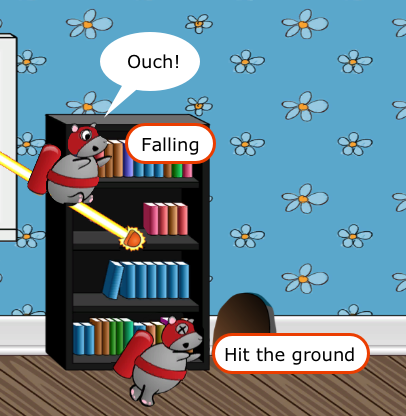 Ouch!
Falling
Hit the ground